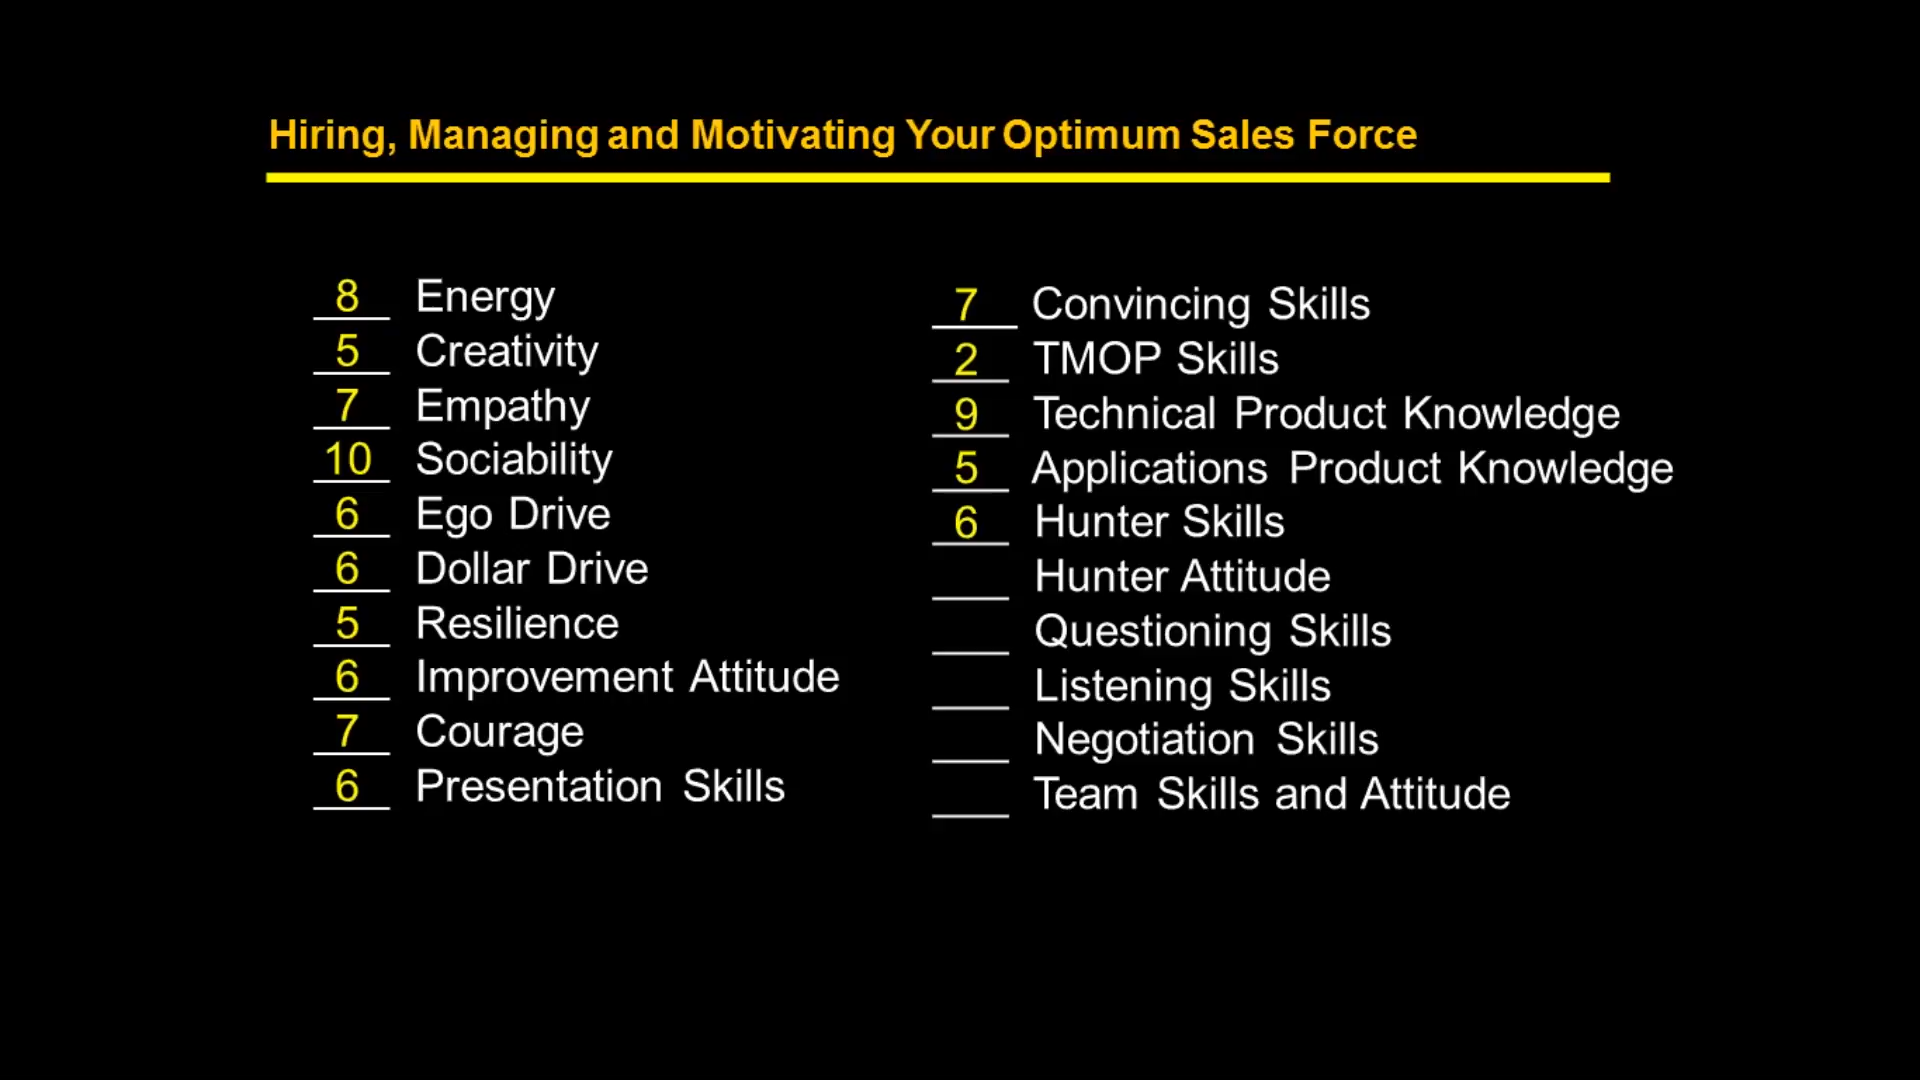 Hiring, Managing and Motivating Your Optimum Sales Force
8 Energy
5 Creativity
7 Empathy
10 Sociability
6 Ego Drive
6 Dollar Drive
5 Resilience
6 Improvement Attitude
7 Courage
6 Presentation Skills
7 Convincing Skills
2 TMOP Skills
9 Technical Product Knowledge
5 Applications Product Knowledge
6 Hunter Skills
Hunter Attitude
Questioning Skills
Listening Skills
Negotiation Skills
Team Skills and Attitude